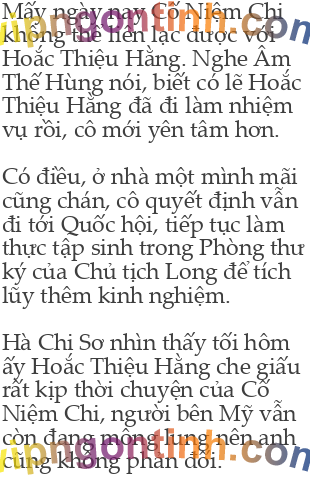 Mấy ngày nay Cố Niệm Chi
không thể liên lạc được với
Hoắc Thiệu Hằng. Nghe Âm
Thế Hùng nói, biết có lẽ Hoắc
Thiệu Hằng đã đi làm nhiệm
vụ rồi, cô mới yên tâm hơn.
Có điều, ở nhà một mình mãi
cũng chán, cô quyết định vẫn
đi tới Quốc hội, tiếp tục làm
thực tập sinh trong Phòng thư
ký của Chủ tịch Long để tích
lũy thêm kinh nghiệm.
Hà Chi Sơ nhìn thấy tối hôm
ấy Hoắc Thiệu Hằng che giấu
rất kịp thời chuyện của Cố
Niệm Chi, người bên Mỹ vẫn
còn đang mông lung nên anh
cũng không phản đối.
vipngontinh.com
vipngontinh.com